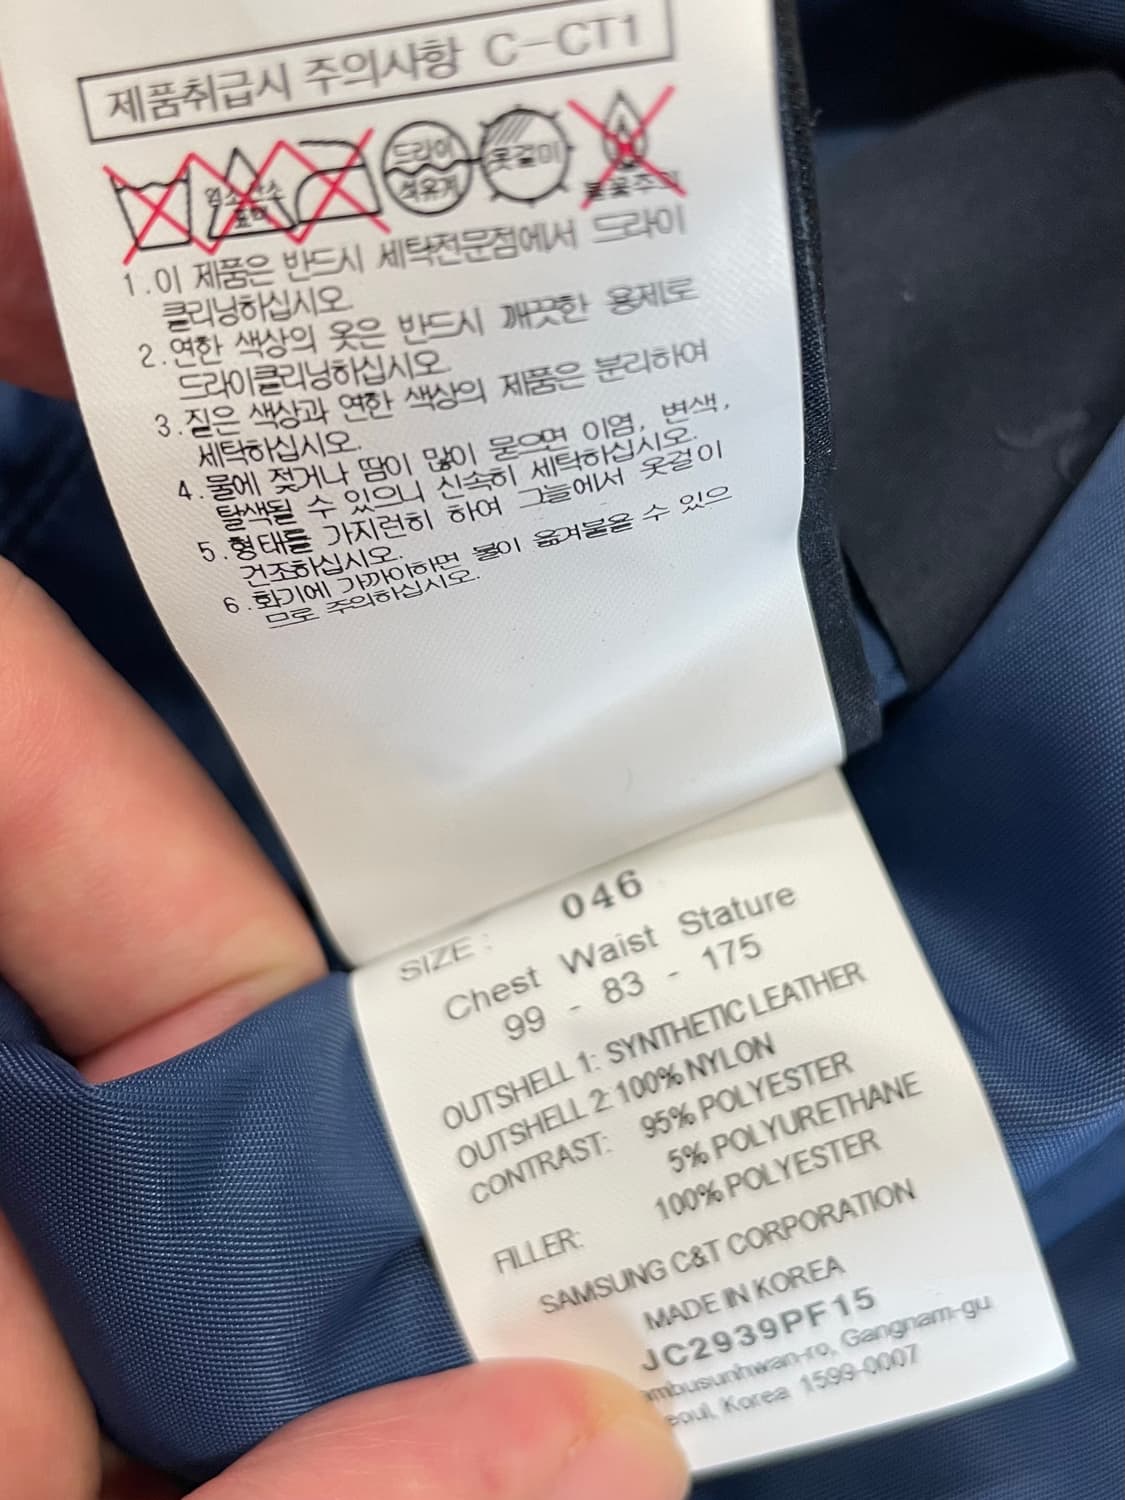 제품취급시 주의사항 C-CT1
드라이
석유계
옷걸이
불꽃주의
1.이 제품은 반드시 세탁전문점에서 드라이
클리닝하십시오.
2.연한 색상의 옷은 반드시 깨끗한 용제로
드라이클리닝하십시오.
3.짙은 색상과 연한 색상의 제품은 분리하여
세탁하십시오.
4.물에 젖거나 땀이 많이 묻으면 이염, 변색,
탈색될 수 있으니 신속히 세탁하십시오.
5.형태를 가지런히 하여 그늘에서 옷걸이
건조하십시오.
6.화기에 가까이하면 불이 옮겨붙을 수 있으
므로 주의하십시오.
SIZE : 046
Chest Waist Stature
99 - 83 - 175
OUTSHELL 1: SYNTHETIC LEATHER
OUTSHELL 2: 100% NYLON
CONTRAST: 95% POLYESTER
5% POLYURETHANE
FILLER: 100% POLYESTER
SAMSUNG C&T CORPORATION
MADE IN KOREA
JC2939PF15
ambusunhwan-ro, Gangnam-gu
eoul, Korea 1599-0007